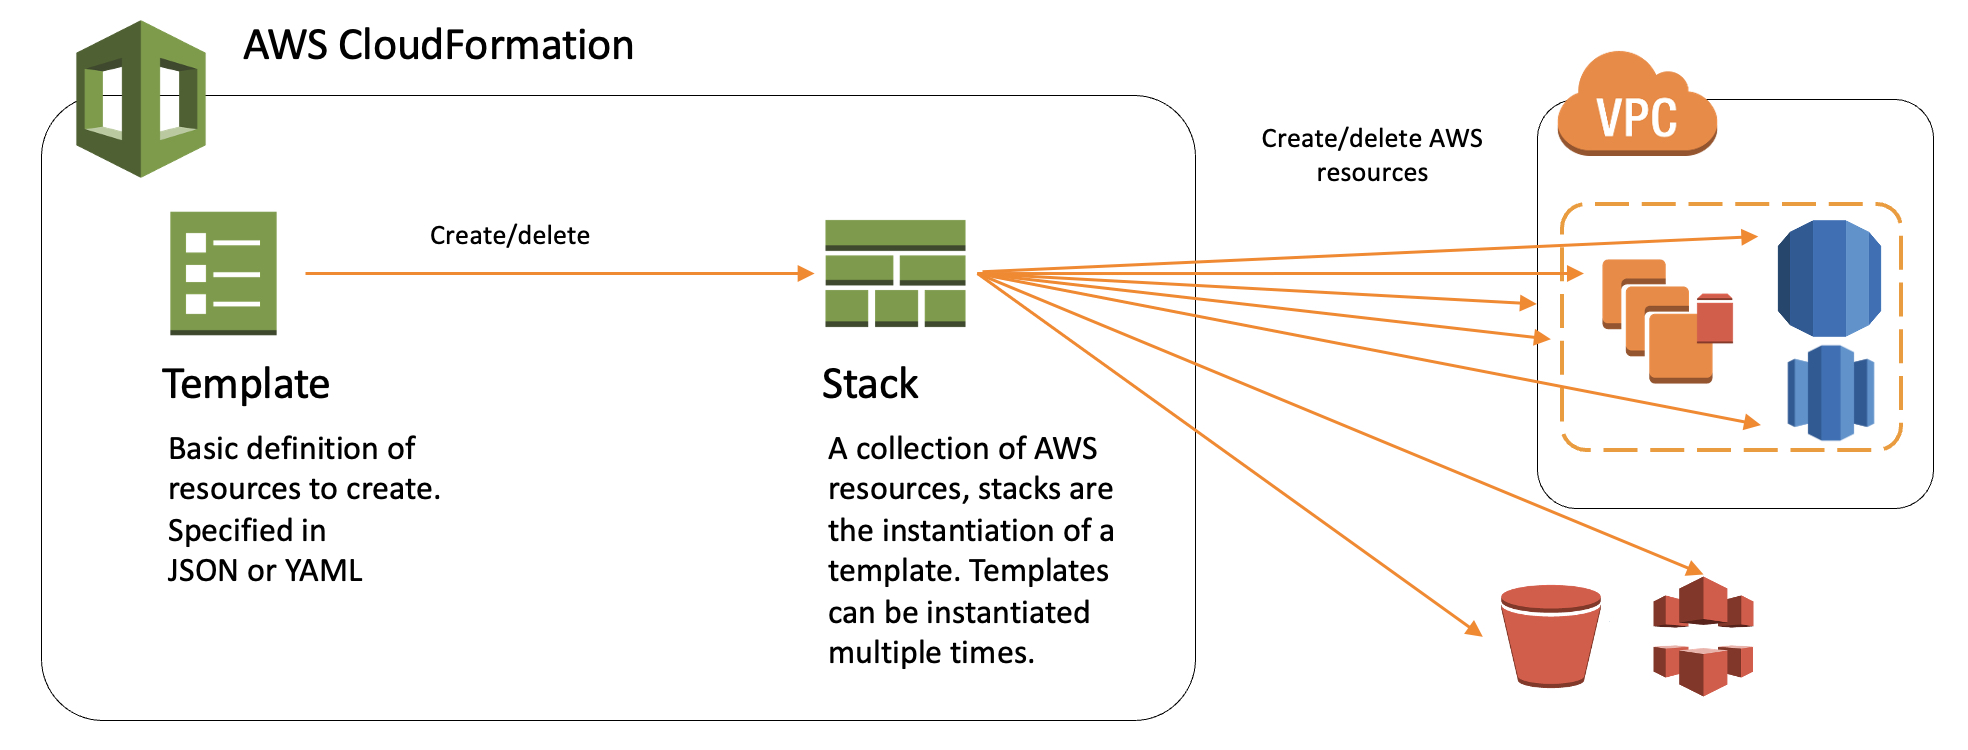 AWS CloudFormation
VPC
Create/delete AWS
resources
Create/delete
Template
Basic definition of
resources to create.
Specified in
JSON or YAML
Stack
A collection of AWS
resources, stacks are
the instantiation of a
template. Templates
can be instantiated
multiple times.